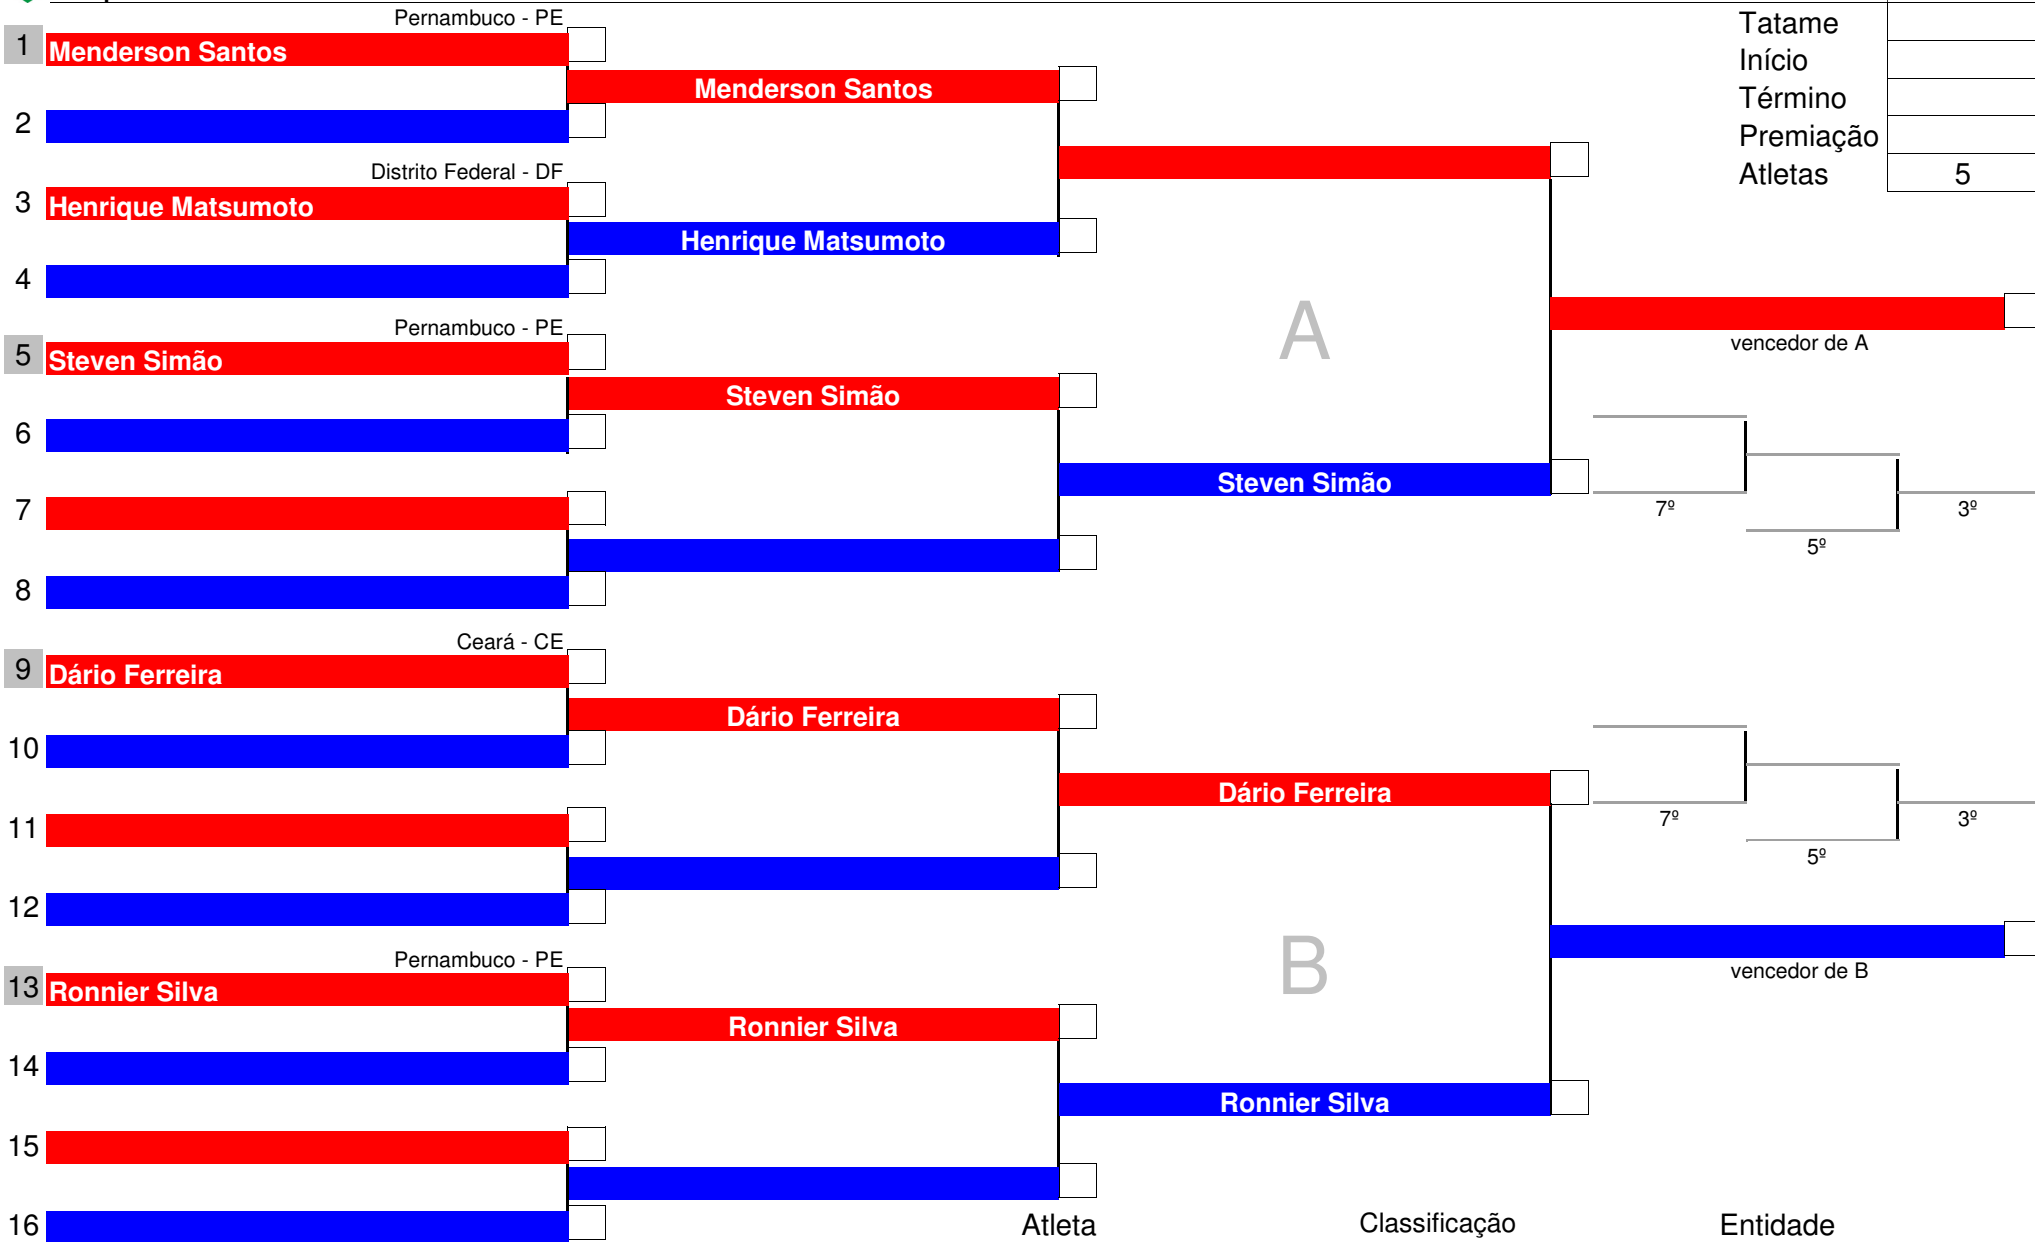 Pernambuco - PE
1 Menderson Santos
Menderson Santos
2
Distrito Federal - DF
3 Henrique Matsumoto
Henrique Matsumoto
4
Pernambuco - PE
5 Steven Simão
Steven Simão
6
Steven Simão
7
8
Ceará - CE
9 Dário Ferreira
Dário Ferreira
10
Dário Ferreira
11
12
Pernambuco - PE
13 Ronnier Silva
Ronnier Silva
14
Ronnier Silva
15
16
A
B
Tatame
Início
Término
Premiação
Atletas 5
vencedor de A
7º
3º
5º
7º
3º
5º
vencedor de B
Atleta Classificação Entidade